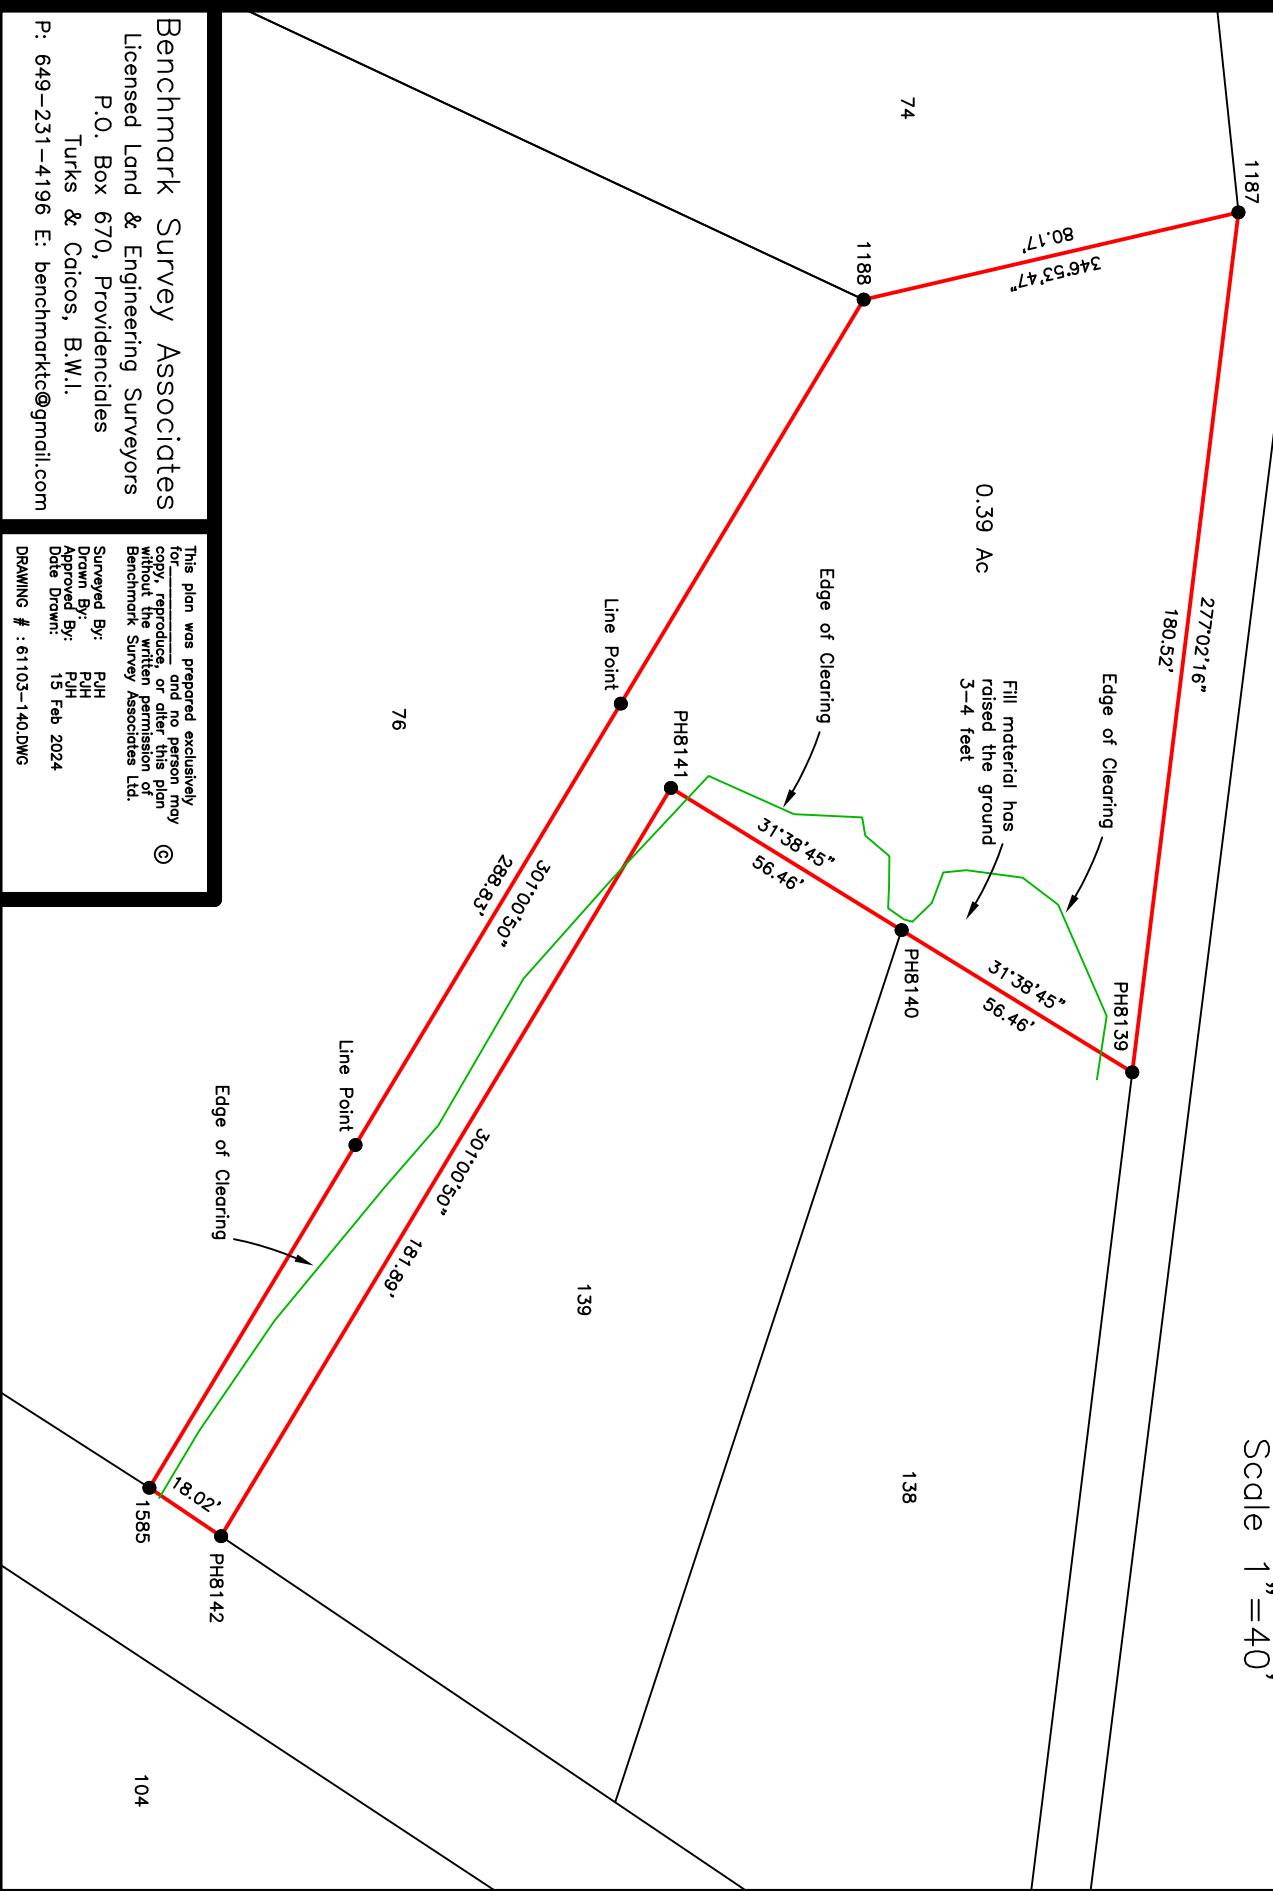 Scale 1"=40'
1187
277°02'16"
180.52'
74
80.17'
346°53'47"
1188
0.39 Ac
Edge of Clearing
Fill material has
raised the ground
3-4 feet
Edge of Clearing
PH8139
31°38'45"
56.46'
PH8140
31°38'45"
56.46'
PH8141
Line Point
76
301°00'50"
288.83'
138
139
301°00'50"
181.89'
Line Point
Edge of Clearing
18.02'
1585
PH8142
104
Benchmark Survey Associates
Licensed Land & Engineering Surveyors
P.O. Box 670, Providenciales
Turks & Caicos, B.W.I.
P: 649-231-4196 E: benchmarktc@gmail.com
This plan was prepared exclusively
for__________ and no person may
copy, reproduce, or alter this plan
without the written permission of
Benchmark Survey Associates Ltd.
©
Surveyed By: PJH
Drawn By: PJH
Approved By: PJH
Date Drawn: 15 Feb 2024
DRAWING # : 61103-140.DWG